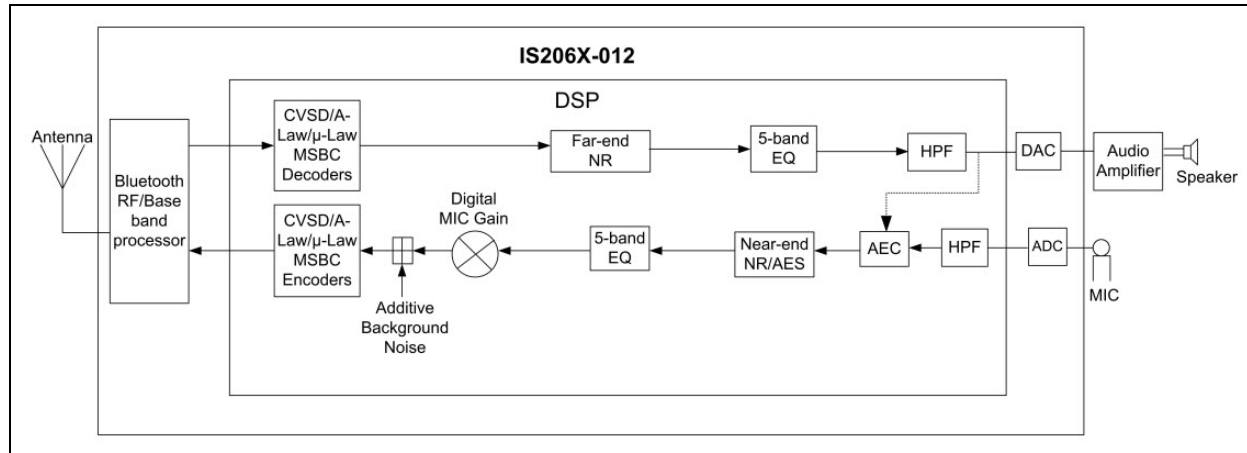 IS206X-012
DSP
Antenna
Bluetooth
RF/Base
band
processor
CVSD/A-
Law/μ-Law
MSBC
Decoders
Far-end
NR
5-band
EQ
HPF
DAC
Audio
Amplifier
Speaker
CVSD/A-
Law/μ-Law
MSBC
Encoders
Additive
Background
Noise
Digital
MIC Gain
5-band
EQ
Near-end
NR/AES
AEC
HPF
ADC
MIC